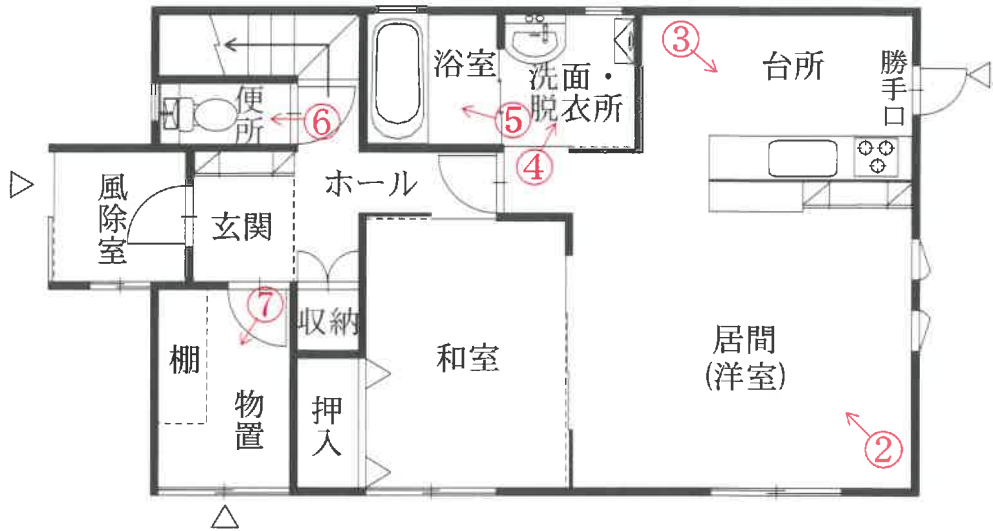 ③
台所
勝手口
浴室
洗面・
脱衣所
⑤
④
便所
⑥
ホール
風除室
玄関
⑦
収納
棚
物置
押入
和室
居間
(洋室)
②